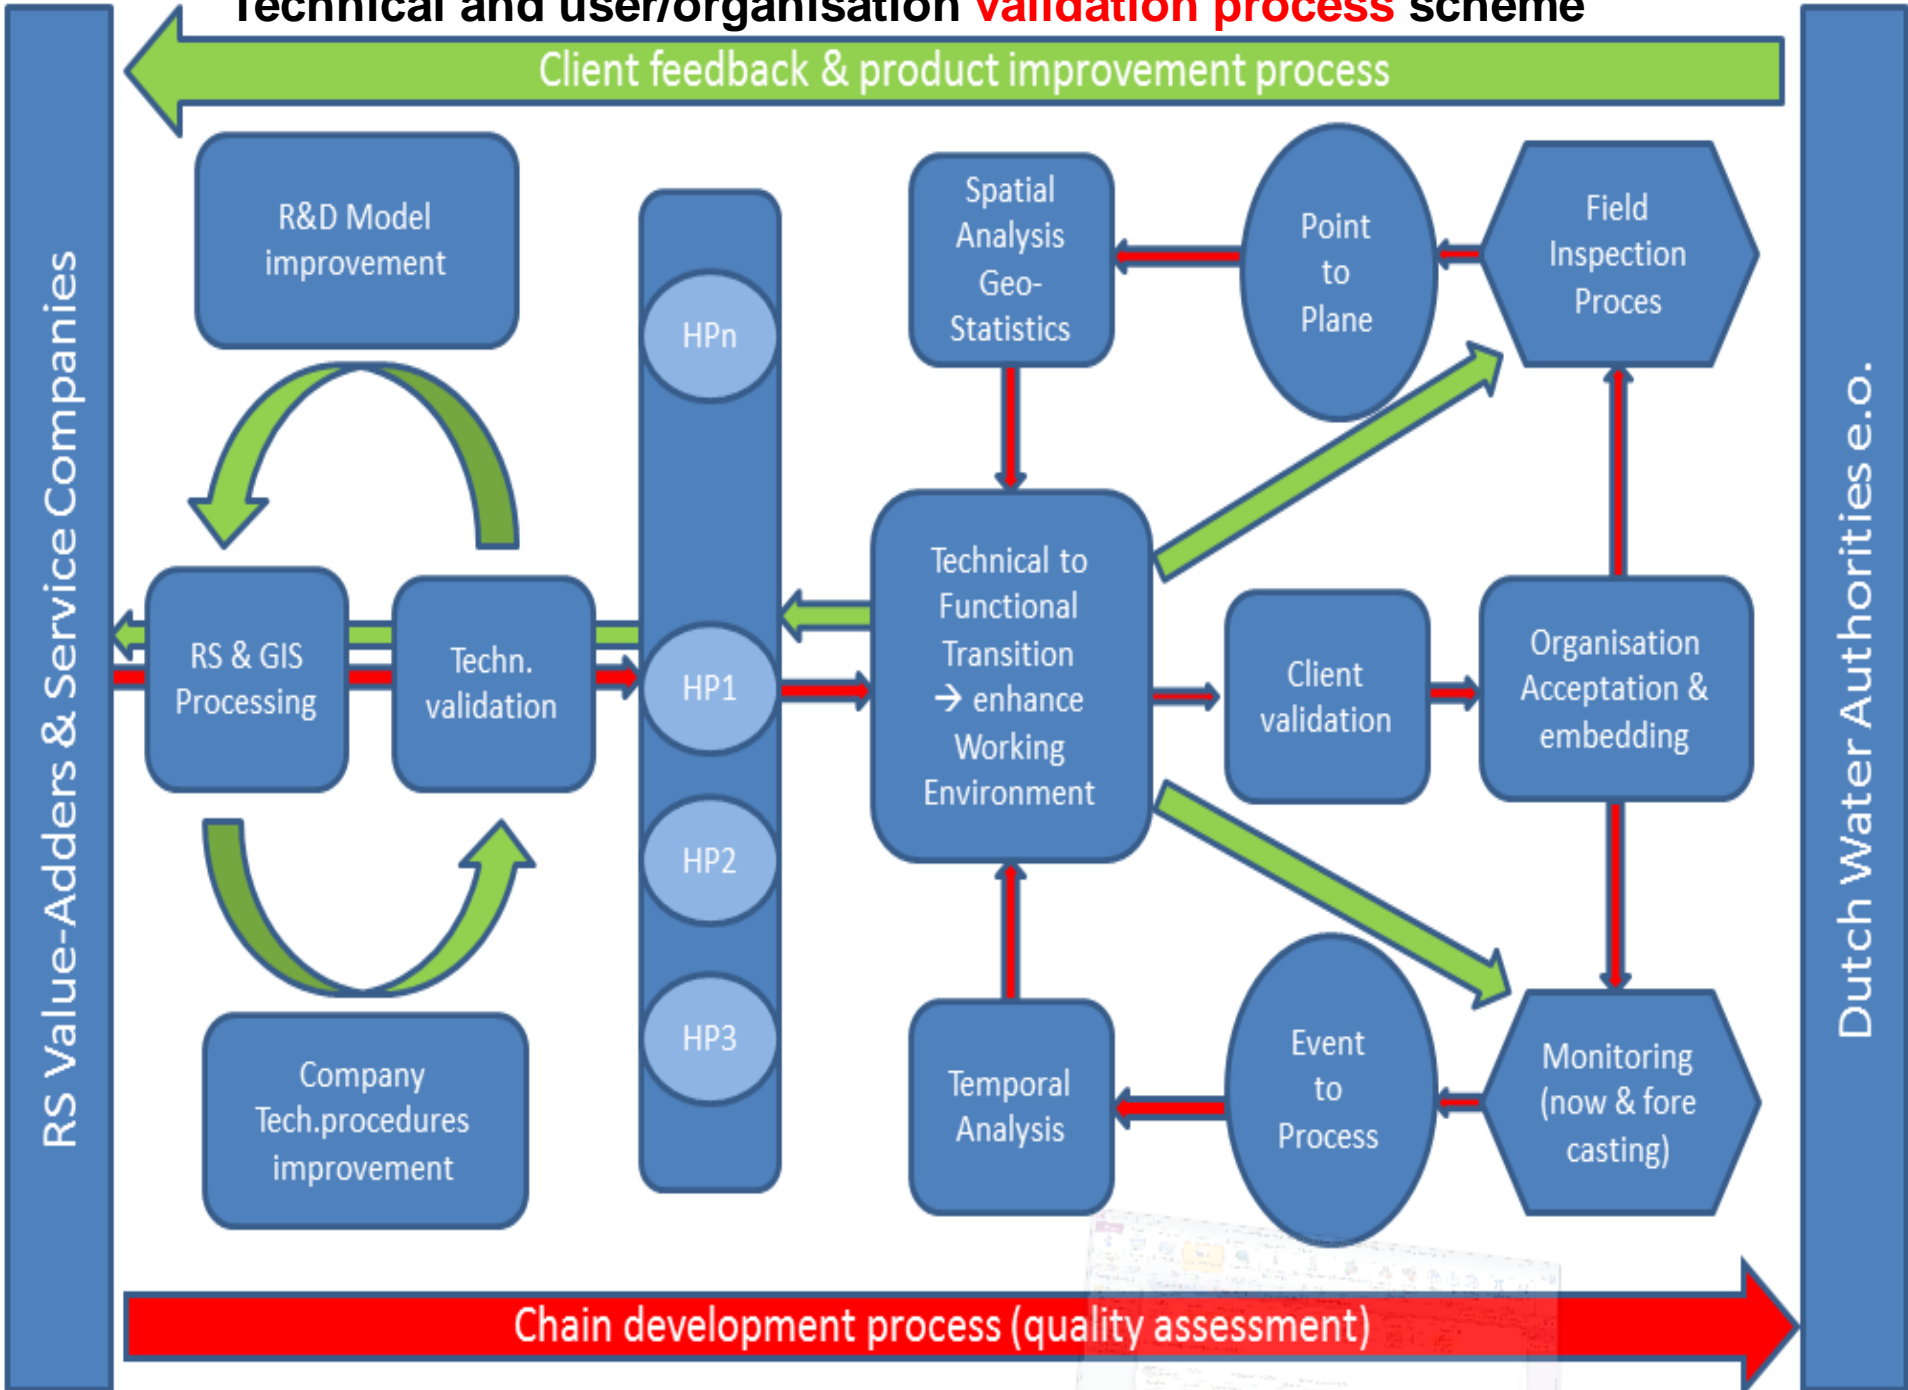 Technical and user/organisation validation process scheme
Client feedback & product improvement process
RS Value-Adders & Service Companies
R&D Model
improvement
RS & GIS
Processing
Techn.
validation
Company
Tech.procedures
improvement
HPn
HP1
HP2
HP3
Spatial
Analysis
Geo-
Statistics
Point
to
Plane
Field
Inspection
Proces
Technical to
Functional
Transition
→ enhance
Working
Environment
Client
validation
Organisation
Acceptation &
embedding
Temporal
Analysis
Event
to
Process
Monitoring
(now & fore
casting)
Dutch Water Authorities e.o.
Chain development process (quality assessment)